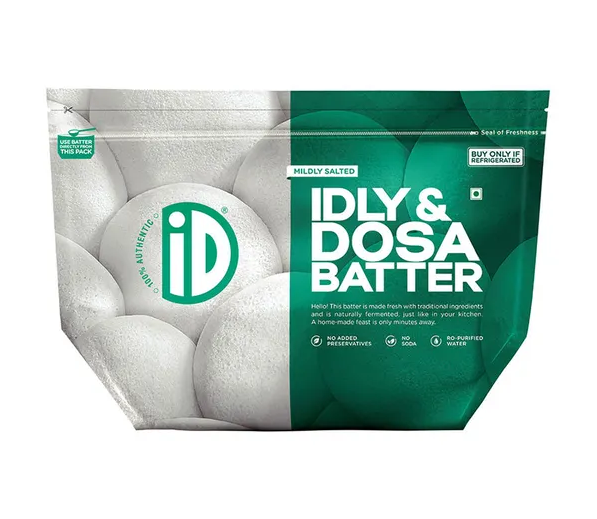 Seal of Freshness
USE BATTER
DIRECTLY FROM
THIS PACK
BUY ONLY IF
REFRIGERATED
MILDLY SALTED
100% AUTHENTIC
iD®
IDLY &
DOSA
BATTER
Hello! This batter is made fresh with traditional ingredients
and is naturally fermented, just like in your kitchen.
A home-made feast is only minutes away.
NO ADDED
PRESERVATIVES
NO
SODA
RO-PURIFIED
WATER